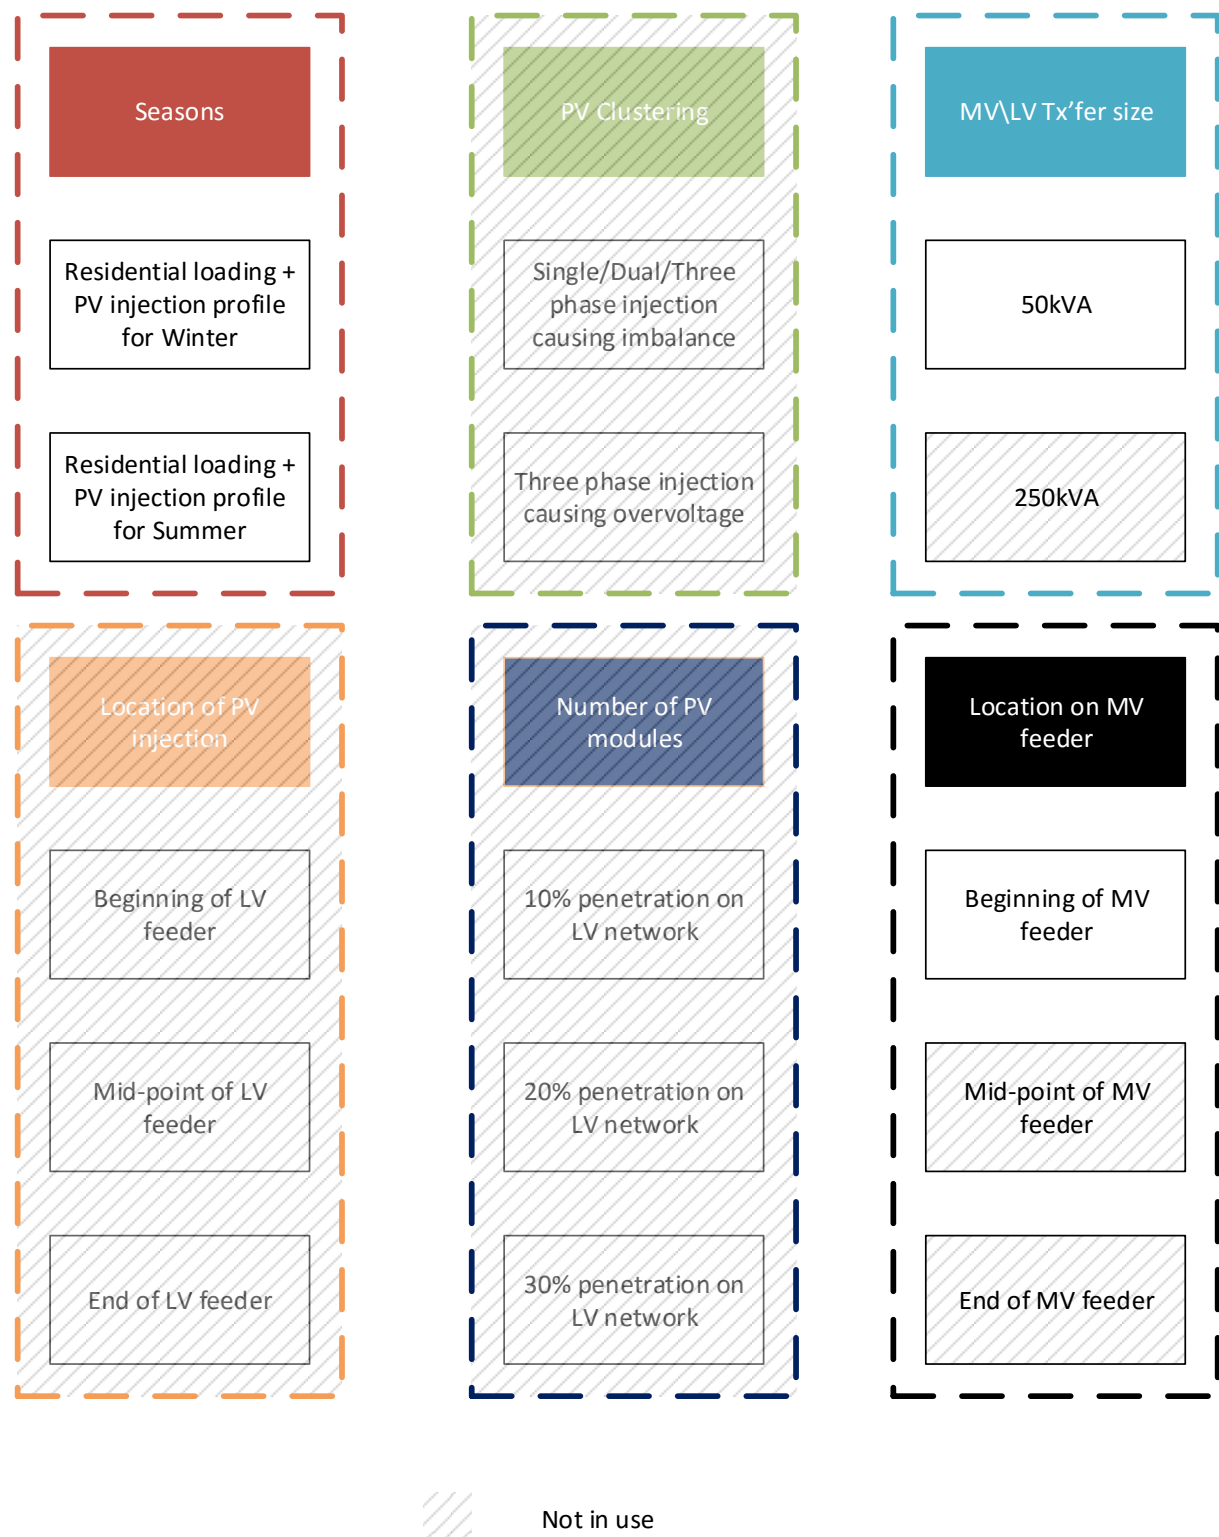 Seasons
Residential loading +
PV injection profile
for Winter
Residential loading +
PV injection profile
for Summer
PV Clustering
Single/Dual/Three
phase injection
causing imbalance
Three phase injection
causing overvoltage
MV\LV Tx’fer size
50kVA
250kVA
Location of PV
injection
Beginning of LV
feeder
Mid-point of LV
feeder
End of LV feeder
Number of PV
modules
10% penetration on
LV network
20% penetration on
LV network
30% penetration on
LV network
Location on MV
feeder
Beginning of MV
feeder
Mid-point of MV
feeder
End of MV feeder
Not in use